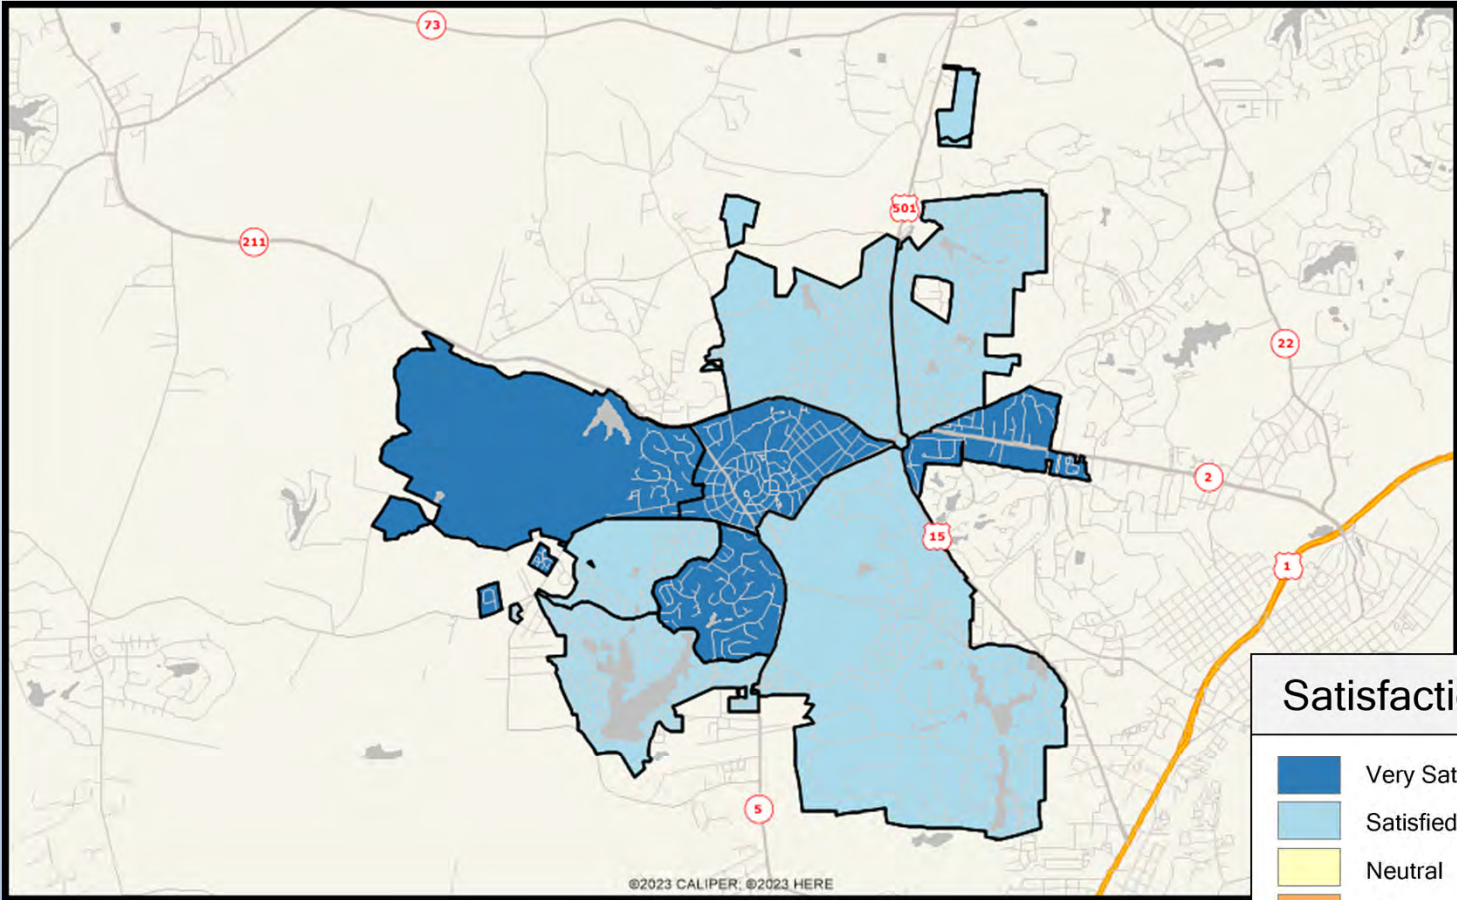 73
501
211
22
2
15
1
Satisfacti
Very Sat
Satisfied
Neutral
5
©2023 CALIPER; ©2023 HERE